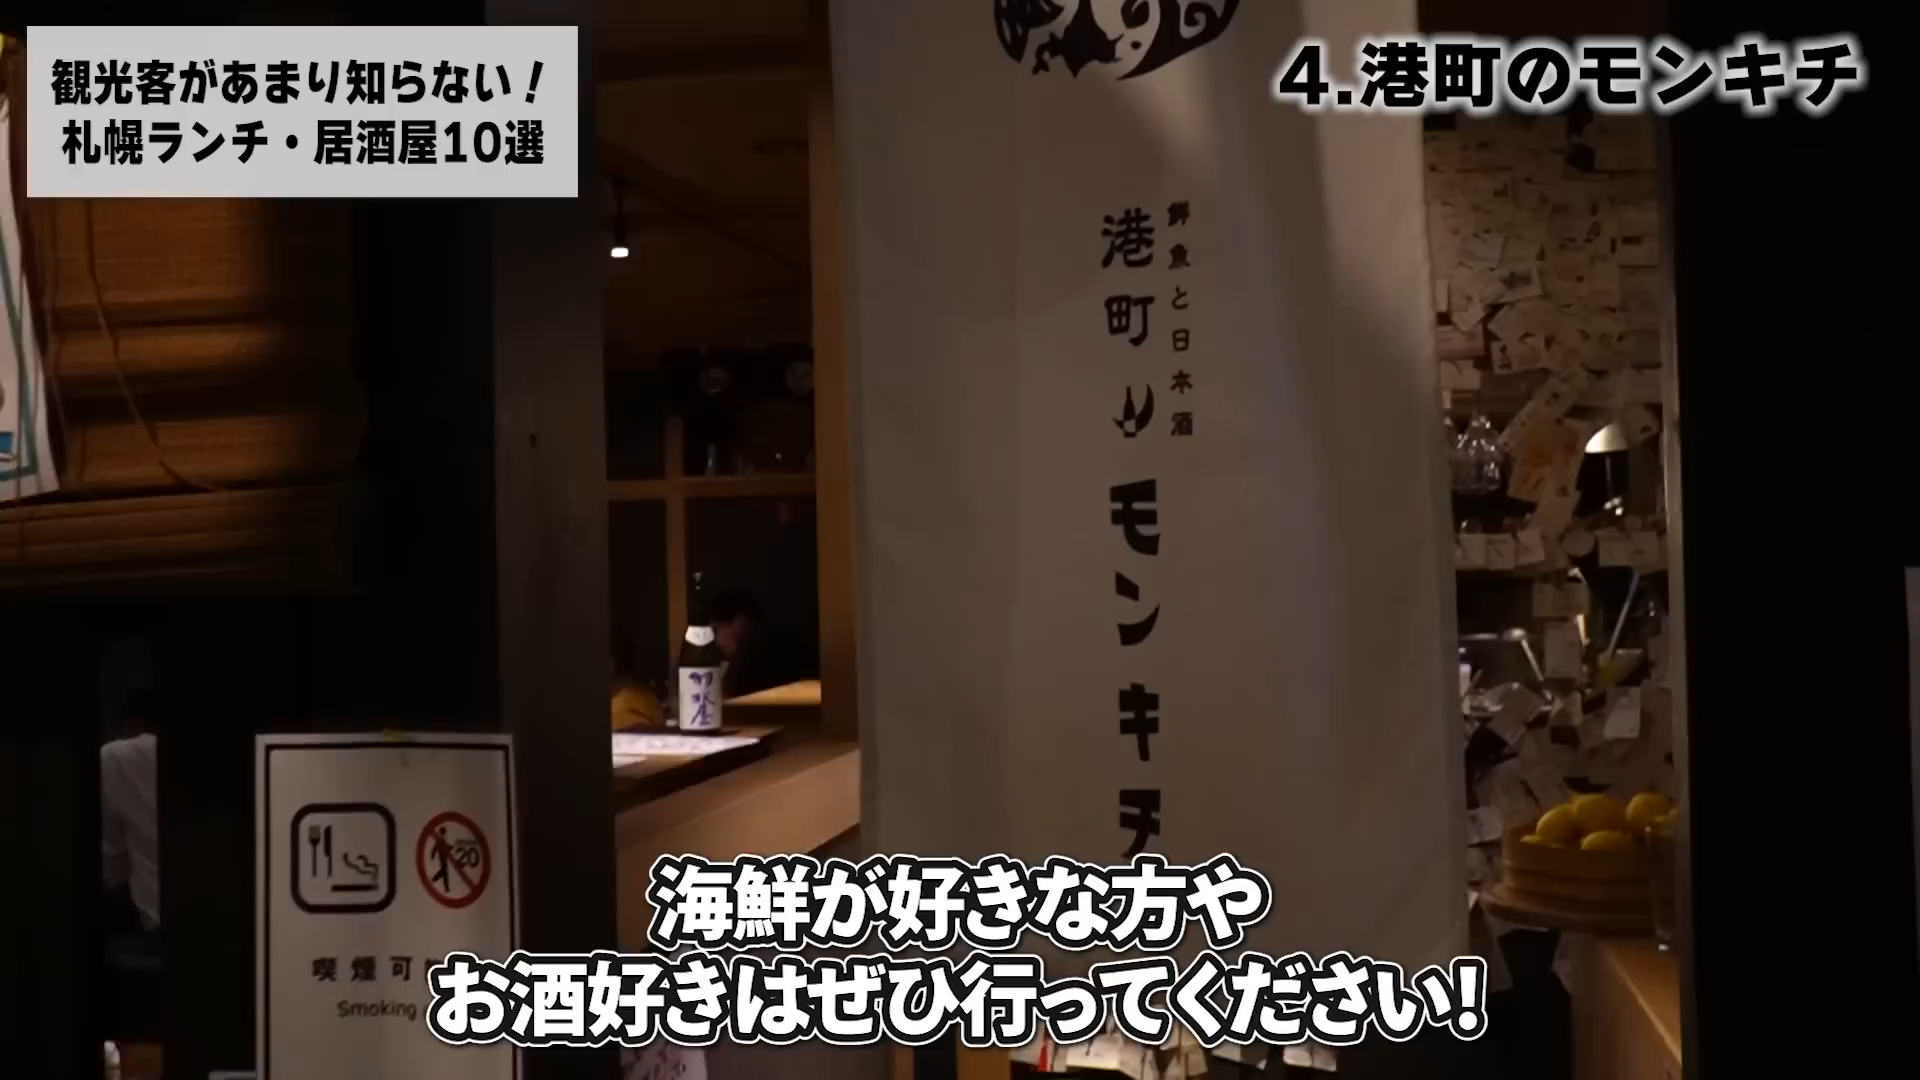 観光客があまり知らない!
札幌ランチ・居酒屋10選
4.港町のモンキチ
鮮魚と日本酒
港町のモンキチ
20
喫煙可
Smoking
海鮮が好きな方や
お酒好きはぜひ行ってください!